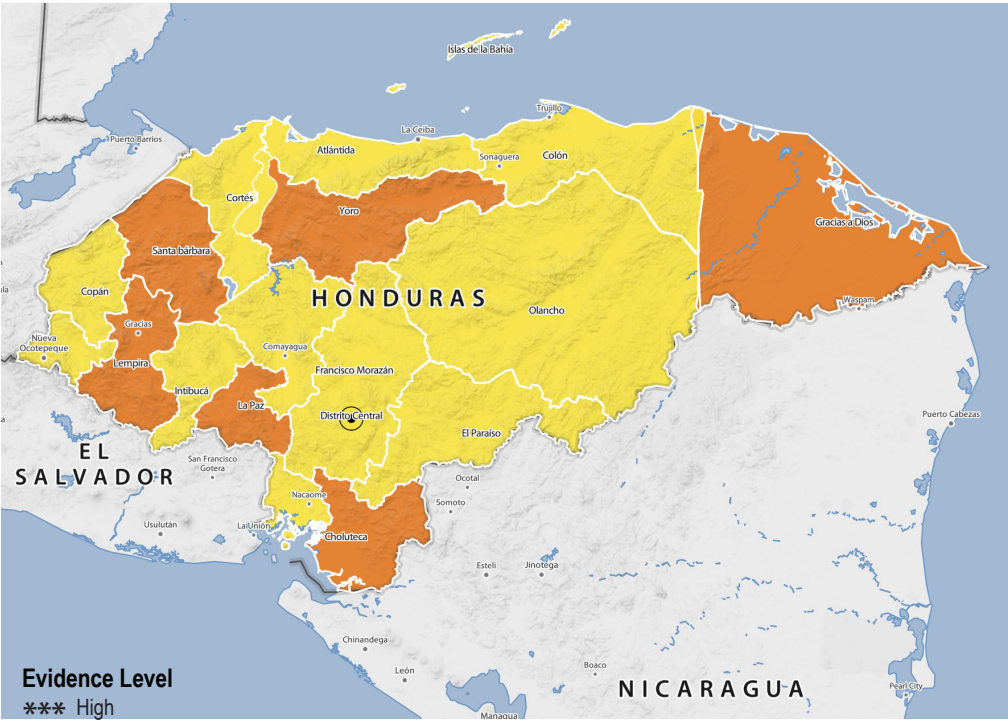 Islas de la Bahía
Trujillo
La Ceiba
Puerto Barrios
Atlántida
Sonaguera
Colón
Cortés
Yoro
Gracias a Dios
Santa bárbara
Copán
HONDURAS
Olancho
Waspam
Gracias
Nueva
Ocotepeque
Comayagua
Lempira
Francisco Morazán
Intibucá
La Paz
Distrito Central
Puerto Cabezas
El Paraíso
EL
SALVADOR
San Francisco
Gotera
Ocotal
Nacaome
Somoto
Usulután
La Unión
Choluteca
Estelí
Jinotega
Chinandega
León
Boaco
NICARAGUA
Pearl City
Managua
Evidence Level
*** High